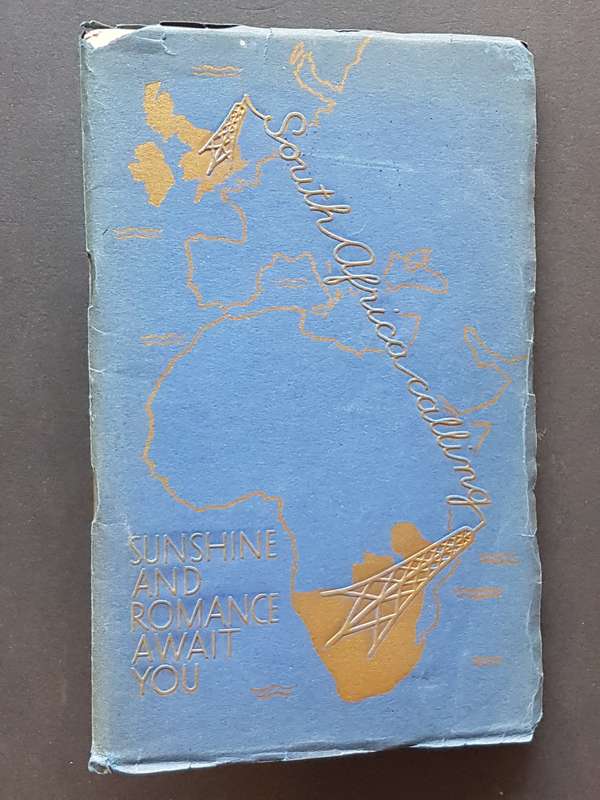 South Africa calling
SUNSHINE
AND
ROMANCE
AWAIT
YOU